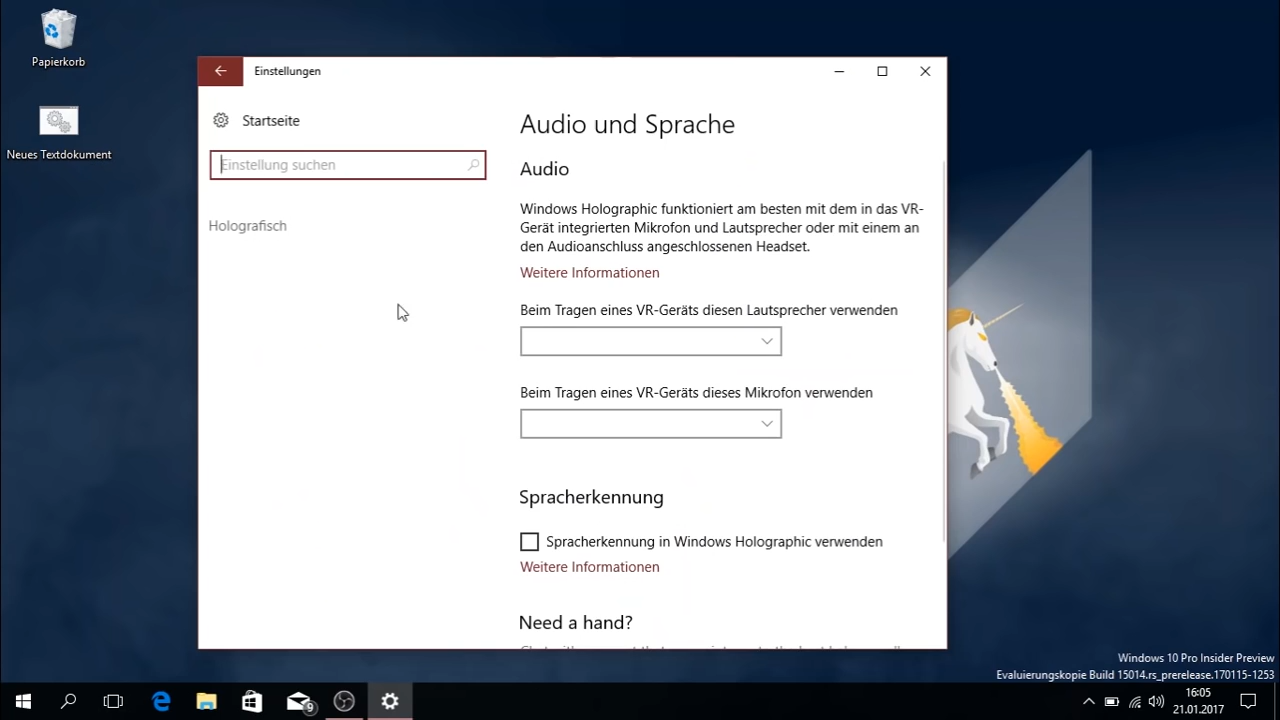 Papierkorb
Neues Textdokument
Einstellungen
Startseite
Einstellung suchen
Holografisch
Audio und Sprache
Audio
Windows Holographic funktioniert am besten mit dem in das VR-
Gerät integrierten Mikrofon und Lautsprecher oder mit einem an
den Audioanschluss angeschlossenen Headset.
Weitere Informationen
Beim Tragen eines VR-Geräts diesen Lautsprecher verwenden
Beim Tragen eines VR-Geräts dieses Mikrofon verwenden
Spracherkennung
Spracherkennung in Windows Holographic verwenden
Weitere Informationen
Need a hand?
Windows 10 Pro Insider Preview
Evaluierungskopie Build 15014.rs_prerelease.170115-1253
9
16:05
21.01.2017